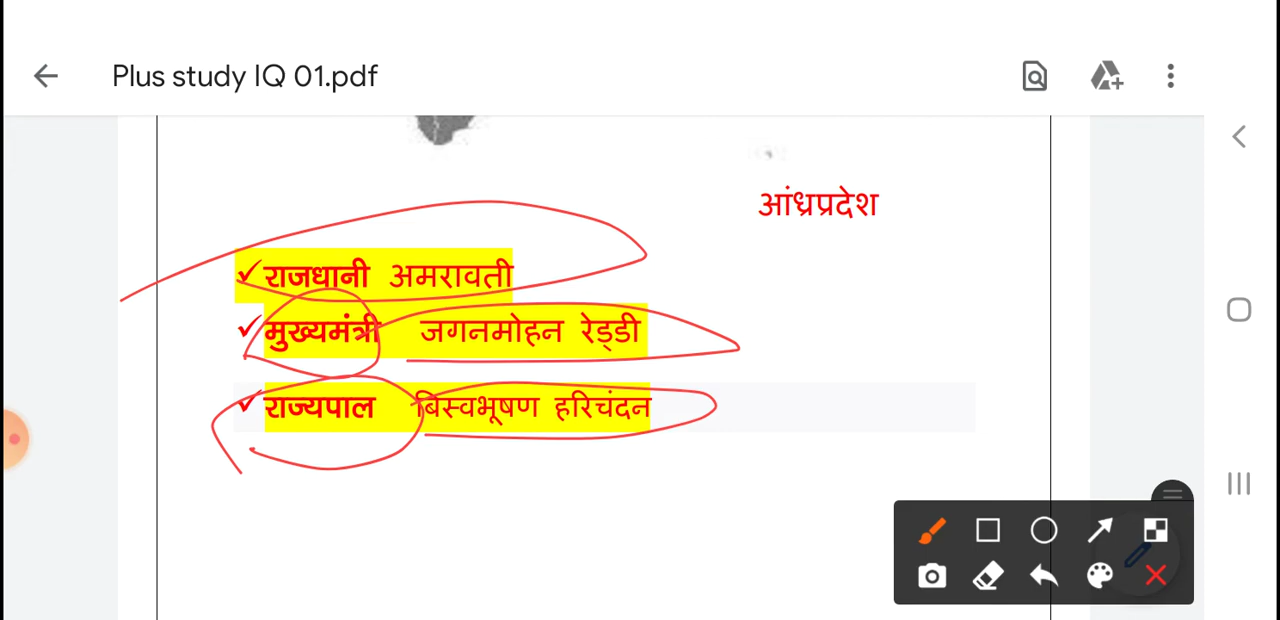 Plus study IQ 01.pdf
आंध्रप्रदेश
✓राजधानी अमरावती
✓मुख्यमंत्री जगनमोहन रेड्डी
✓राज्यपाल बिस्वभूषण हरिचंदन